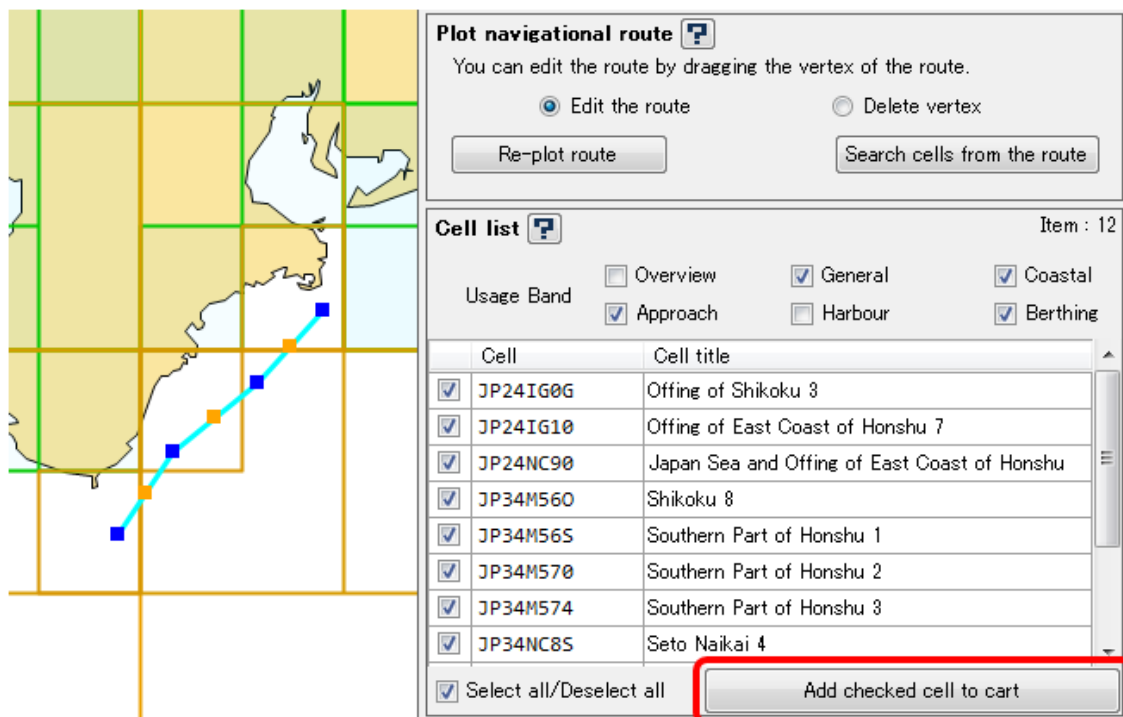 Plot navigational route ?
You can edit the route by dragging the vertex of the route.
Edit the route Delete vertex
Re-plot route Search cells from the route
Cell list ? Item : 12
Usage Band
Overview General Coastal
Approach Harbour Berthing
Cell Cell title
JP24IG0G Offing of Shikoku 3
JP24IG10 Offing of East Coast of Honshu 7
JP24NC90 Japan Sea and Offing of East Coast of Honshu
JP34M56O Shikoku 8
JP34M56S Southern Part of Honshu 1
JP34M570 Southern Part of Honshu 2
JP34M574 Southern Part of Honshu 3
JP34NC8S Seto Naikai 4
Select all/Deselect all Add checked cell to cart